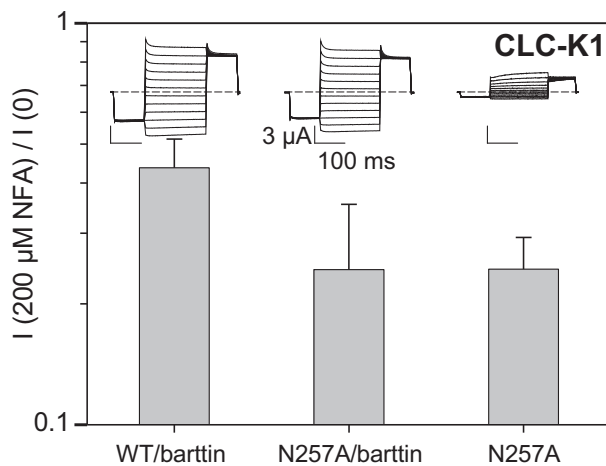 1
CLC-K1
3 µA
100 ms
I (200 µM NFA) / I (0)
0.1
WT/barttin
N257A/barttin
N257A